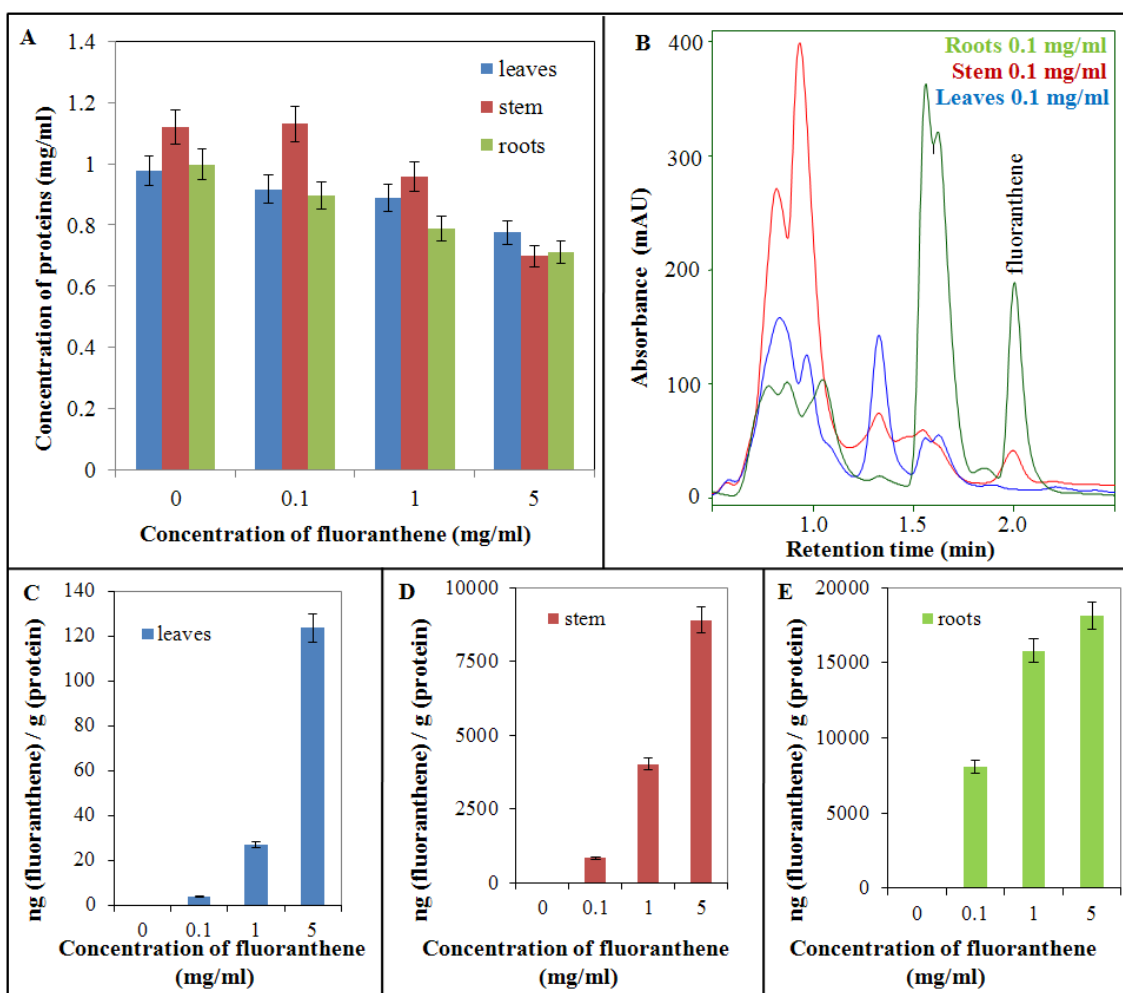 A
Concentration of proteins (mg/ml)
1.4
1.2
1
0.8
0.6
0.4
0.2
0
leaves
stem
roots
0 0.1 1 5
Concentration of fluoranthene (mg/ml)
B
Absorbance (mAU)
400
300
200
100
0
Roots 0.1 mg/ml
Stem 0.1 mg/ml
Leaves 0.1 mg/ml
fluoranthene
1.0 1.5 2.0
Retention time (min)
C
ng (fluoranthene) / g (protein)
140
120
100
80
60
40
20
0
leaves
0 0.1 1 5
Concentration of fluoranthene
(mg/ml)
D
ng (fluoranthene) / g (protein)
10000
7500
5000
2500
0
stem
0 0.1 1 5
Concentration of fluoranthene
(mg/ml)
E
ng (fluoranthene) / g (protein)
20000
15000
10000
5000
0
roots
0 0.1 1 5
Concentration of fluoranthene
(mg/ml)